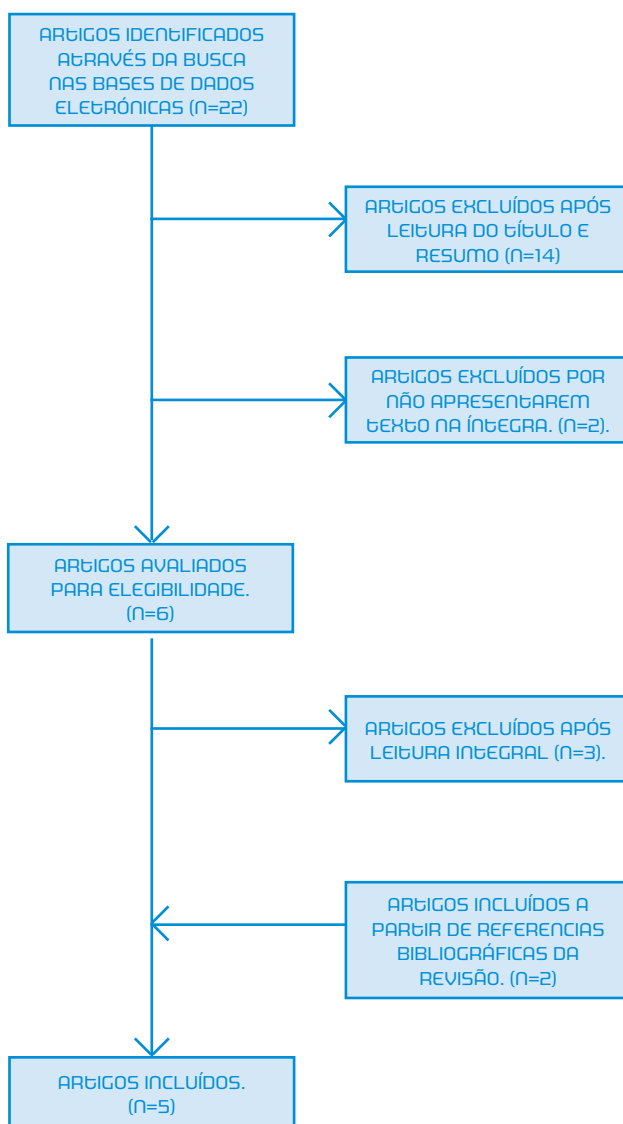 ARTIGOS IDENTIFICADOS
ATRAVÉS DA BUSCA
NAS BASES DE DADOS
ELETRÓNICAS (N=22)
ARTIGOS EXCLUÍDOS APÓS
LEITURA DO TÍTULO E
RESUMO (N=14)
ARTIGOS EXCLUÍDOS POR
NÃO APRESENTAREM
TEXTO NA ÍNTEGRA. (N=2).
ARTIGOS AVALIADOS
PARA ELEGIBILIDADE.
(N=6)
ARTIGOS EXCLUÍDOS APÓS
LEITURA INTEGRAL (N=3).
ARTIGOS INCLUÍDOS A
PARTIR DE REFERENCIAS
BIBLIOGRÁFICAS DA
REVISÃO. (N=2)
ARTIGOS INCLUÍDOS.
(N=5)